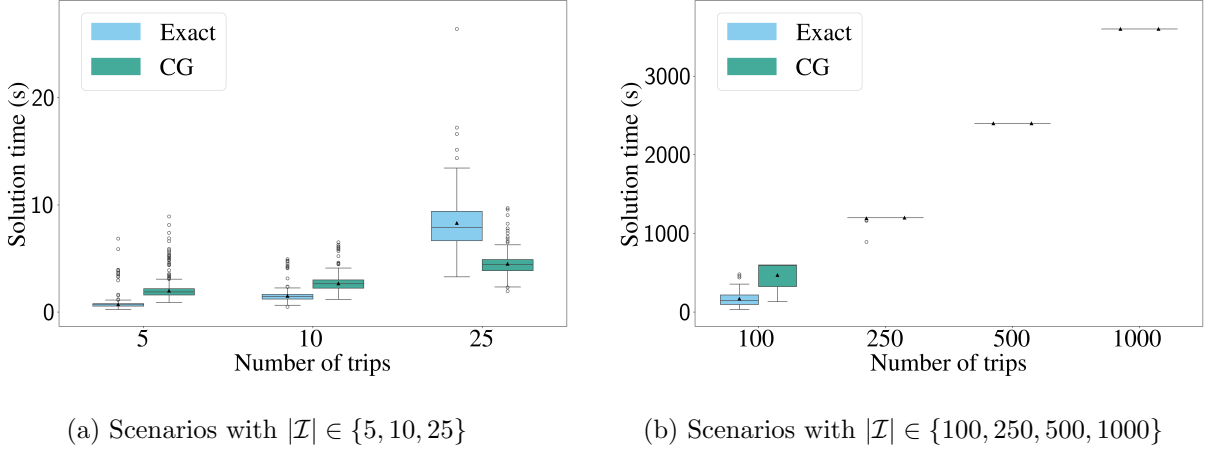 Exact
CG
Solution time (s)
20
10
0
5 10 25
Number of trips
(a) Scenarios with |ℐ| ∈ {5, 10, 25}
Exact
CG
Solution time (s)
3000
2000
1000
0
100 250 500 1000
Number of trips
(b) Scenarios with |ℐ| ∈ {100, 250, 500, 1000}